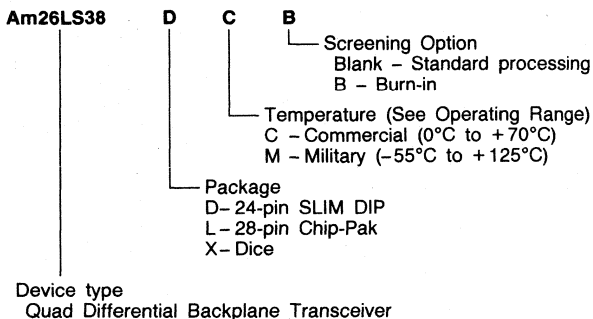 Am26LS38 D C B
Screening Option
Blank – Standard processing
B – Burn-in
Temperature (See Operating Range)
C – Commercial (0°C to +70°C)
M – Military (–55°C to +125°C)
Package
D– 24-pin SLIM DIP
L – 28-pin Chip-Pak
X– Dice
Device type
Quad Differential Backplane Transceiver